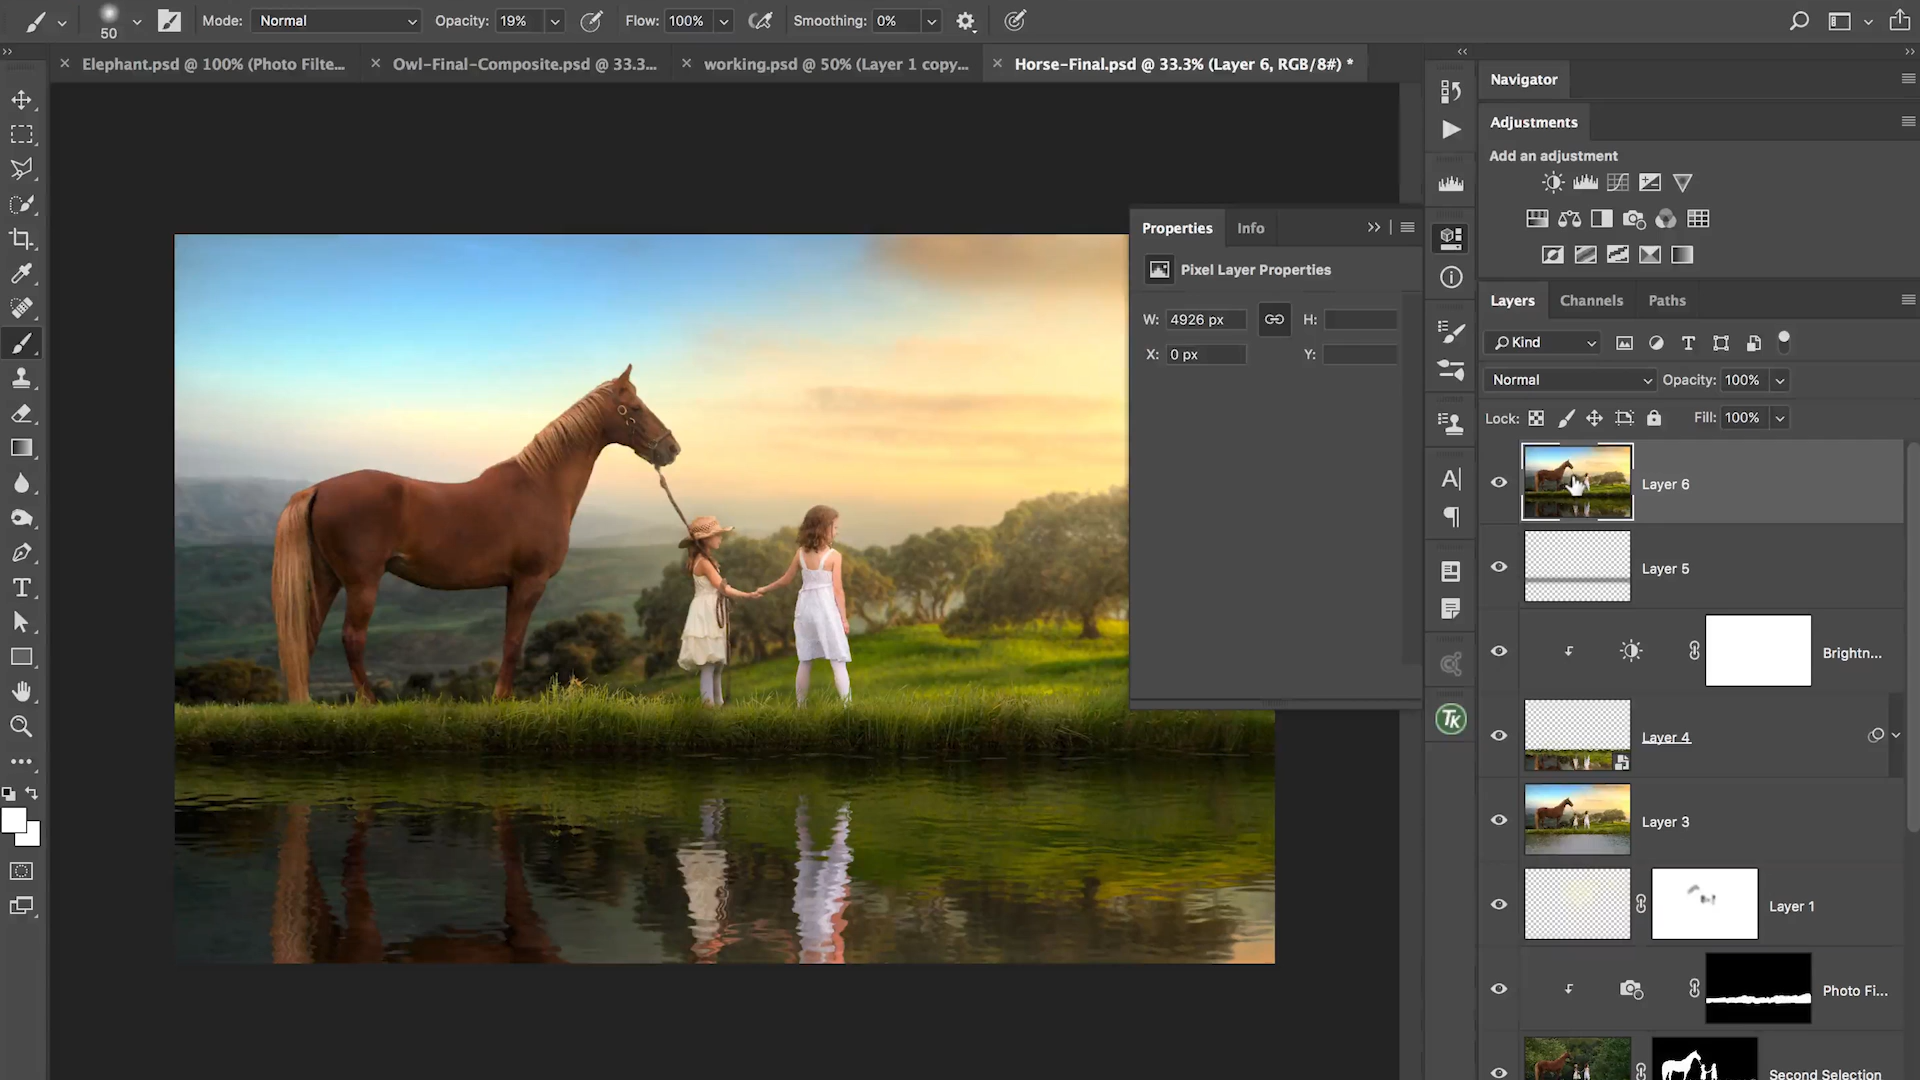 50 Mode: Normal Opacity: 19% Flow: 100% Smoothing: 0%
Elephant.psd @ 100% (Photo Filte... Owl-Final-Composite.psd @ 33.3... working.psd @ 50% (Layer 1 copy... Horse-Final.psd @ 33.3% (Layer 6, RGB/8#) *
Navigator
Adjustments
Add an adjustment
Properties Info
Pixel Layer Properties
W: 4926 px H:
X: 0 px Y:
Layers Channels Paths
Kind
Normal Opacity: 100%
Lock: Fill: 100%
Layer 6
Layer 5
Brightn...
Layer 4
Layer 3
Layer 1
Photo Fi...
Second Selection
TK